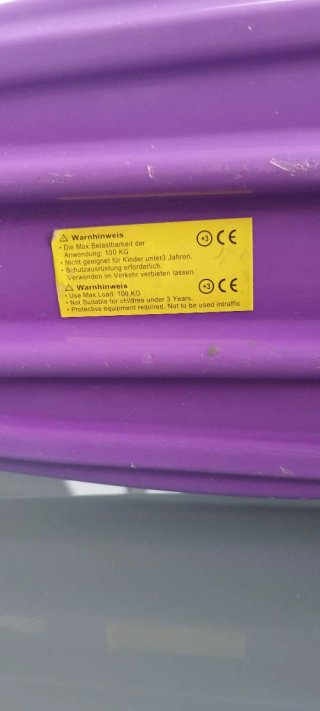 ⚠ Warnhinweis
• Die Max.Belastbarkeit der
Anwendung: 100 KG
• Nicht geeignet für Kinder unter3 Jahren.
• Schutzausrüstung erforderlich.
Verwenden im Verkehr verbieten lassen.
+3 CE
⚠ Warnhinweis
• Use Max.Load: 100 KG
• Not Suitable for children under 3 Years.
• Protective equipment required. Not to be used intraffic.
+3 CE